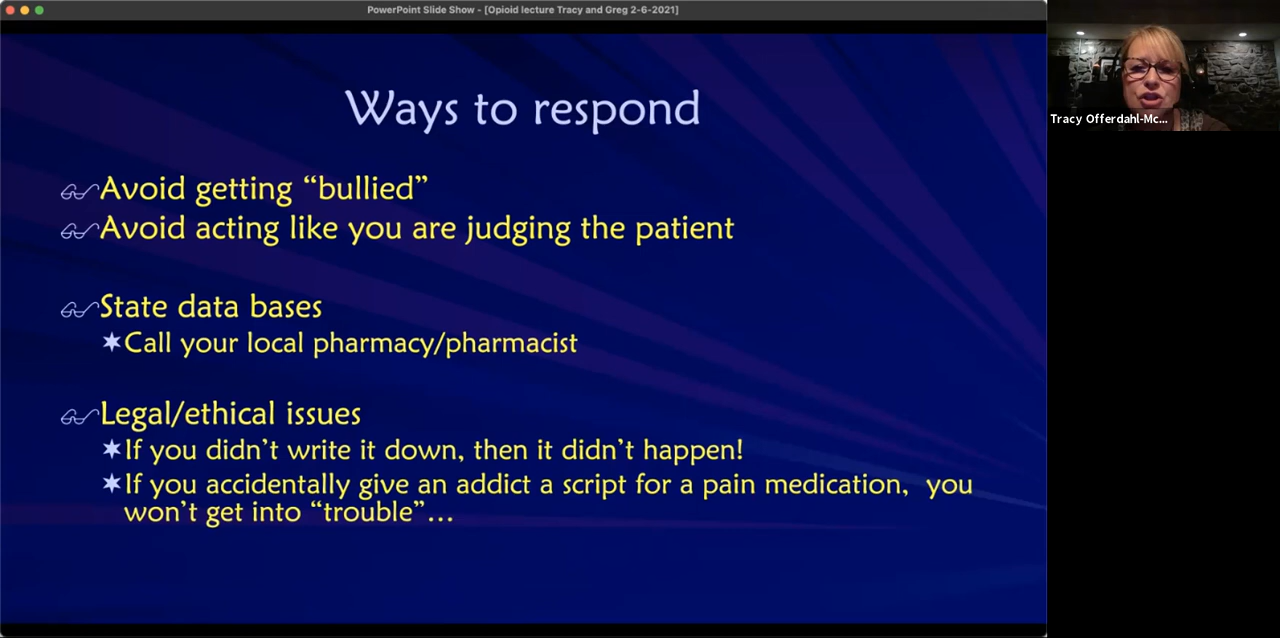 PowerPoint Slide Show - [Opioid lecture Tracy and Greg 2-6-2021]
Ways to respond
Avoid getting “bullied”
Avoid acting like you are judging the patient
State data bases
Call your local pharmacy/pharmacist
Legal/ethical issues
If you didn’t write it down, then it didn’t happen!
If you accidentally give an addict a script for a pain medication, you
won’t get into “trouble”…
Tracy Offerdahl-Mc...